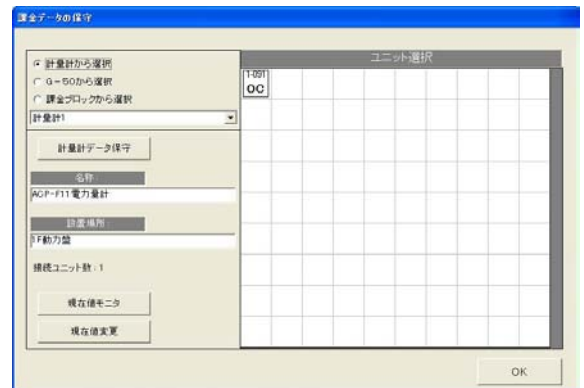 課金データの保守
計量計から選択
G-50から選択
課金ブロックから選択
計量計1
計量計データ保守
名称
ACP-F11電力量計
設置場所
1F動力盤
接続ユニット数:1
現在値モニタ
現在値変更
ユニット選択
1-091
OC
OK